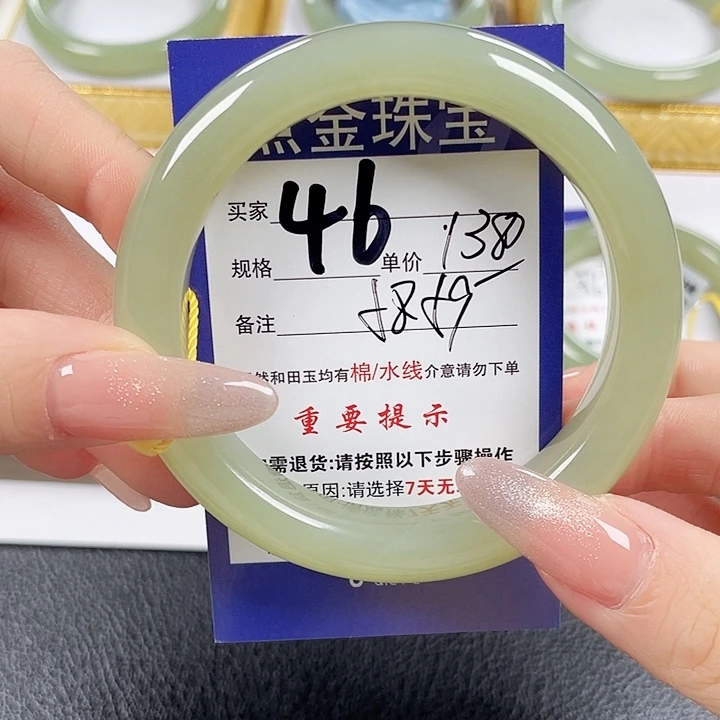 金珠宝
买家 46
规格 单价 138
备注
和田玉均有棉/水线介意请勿下单
重要提示
需退货:请按照以下步骤操作
原因:请选择7天无